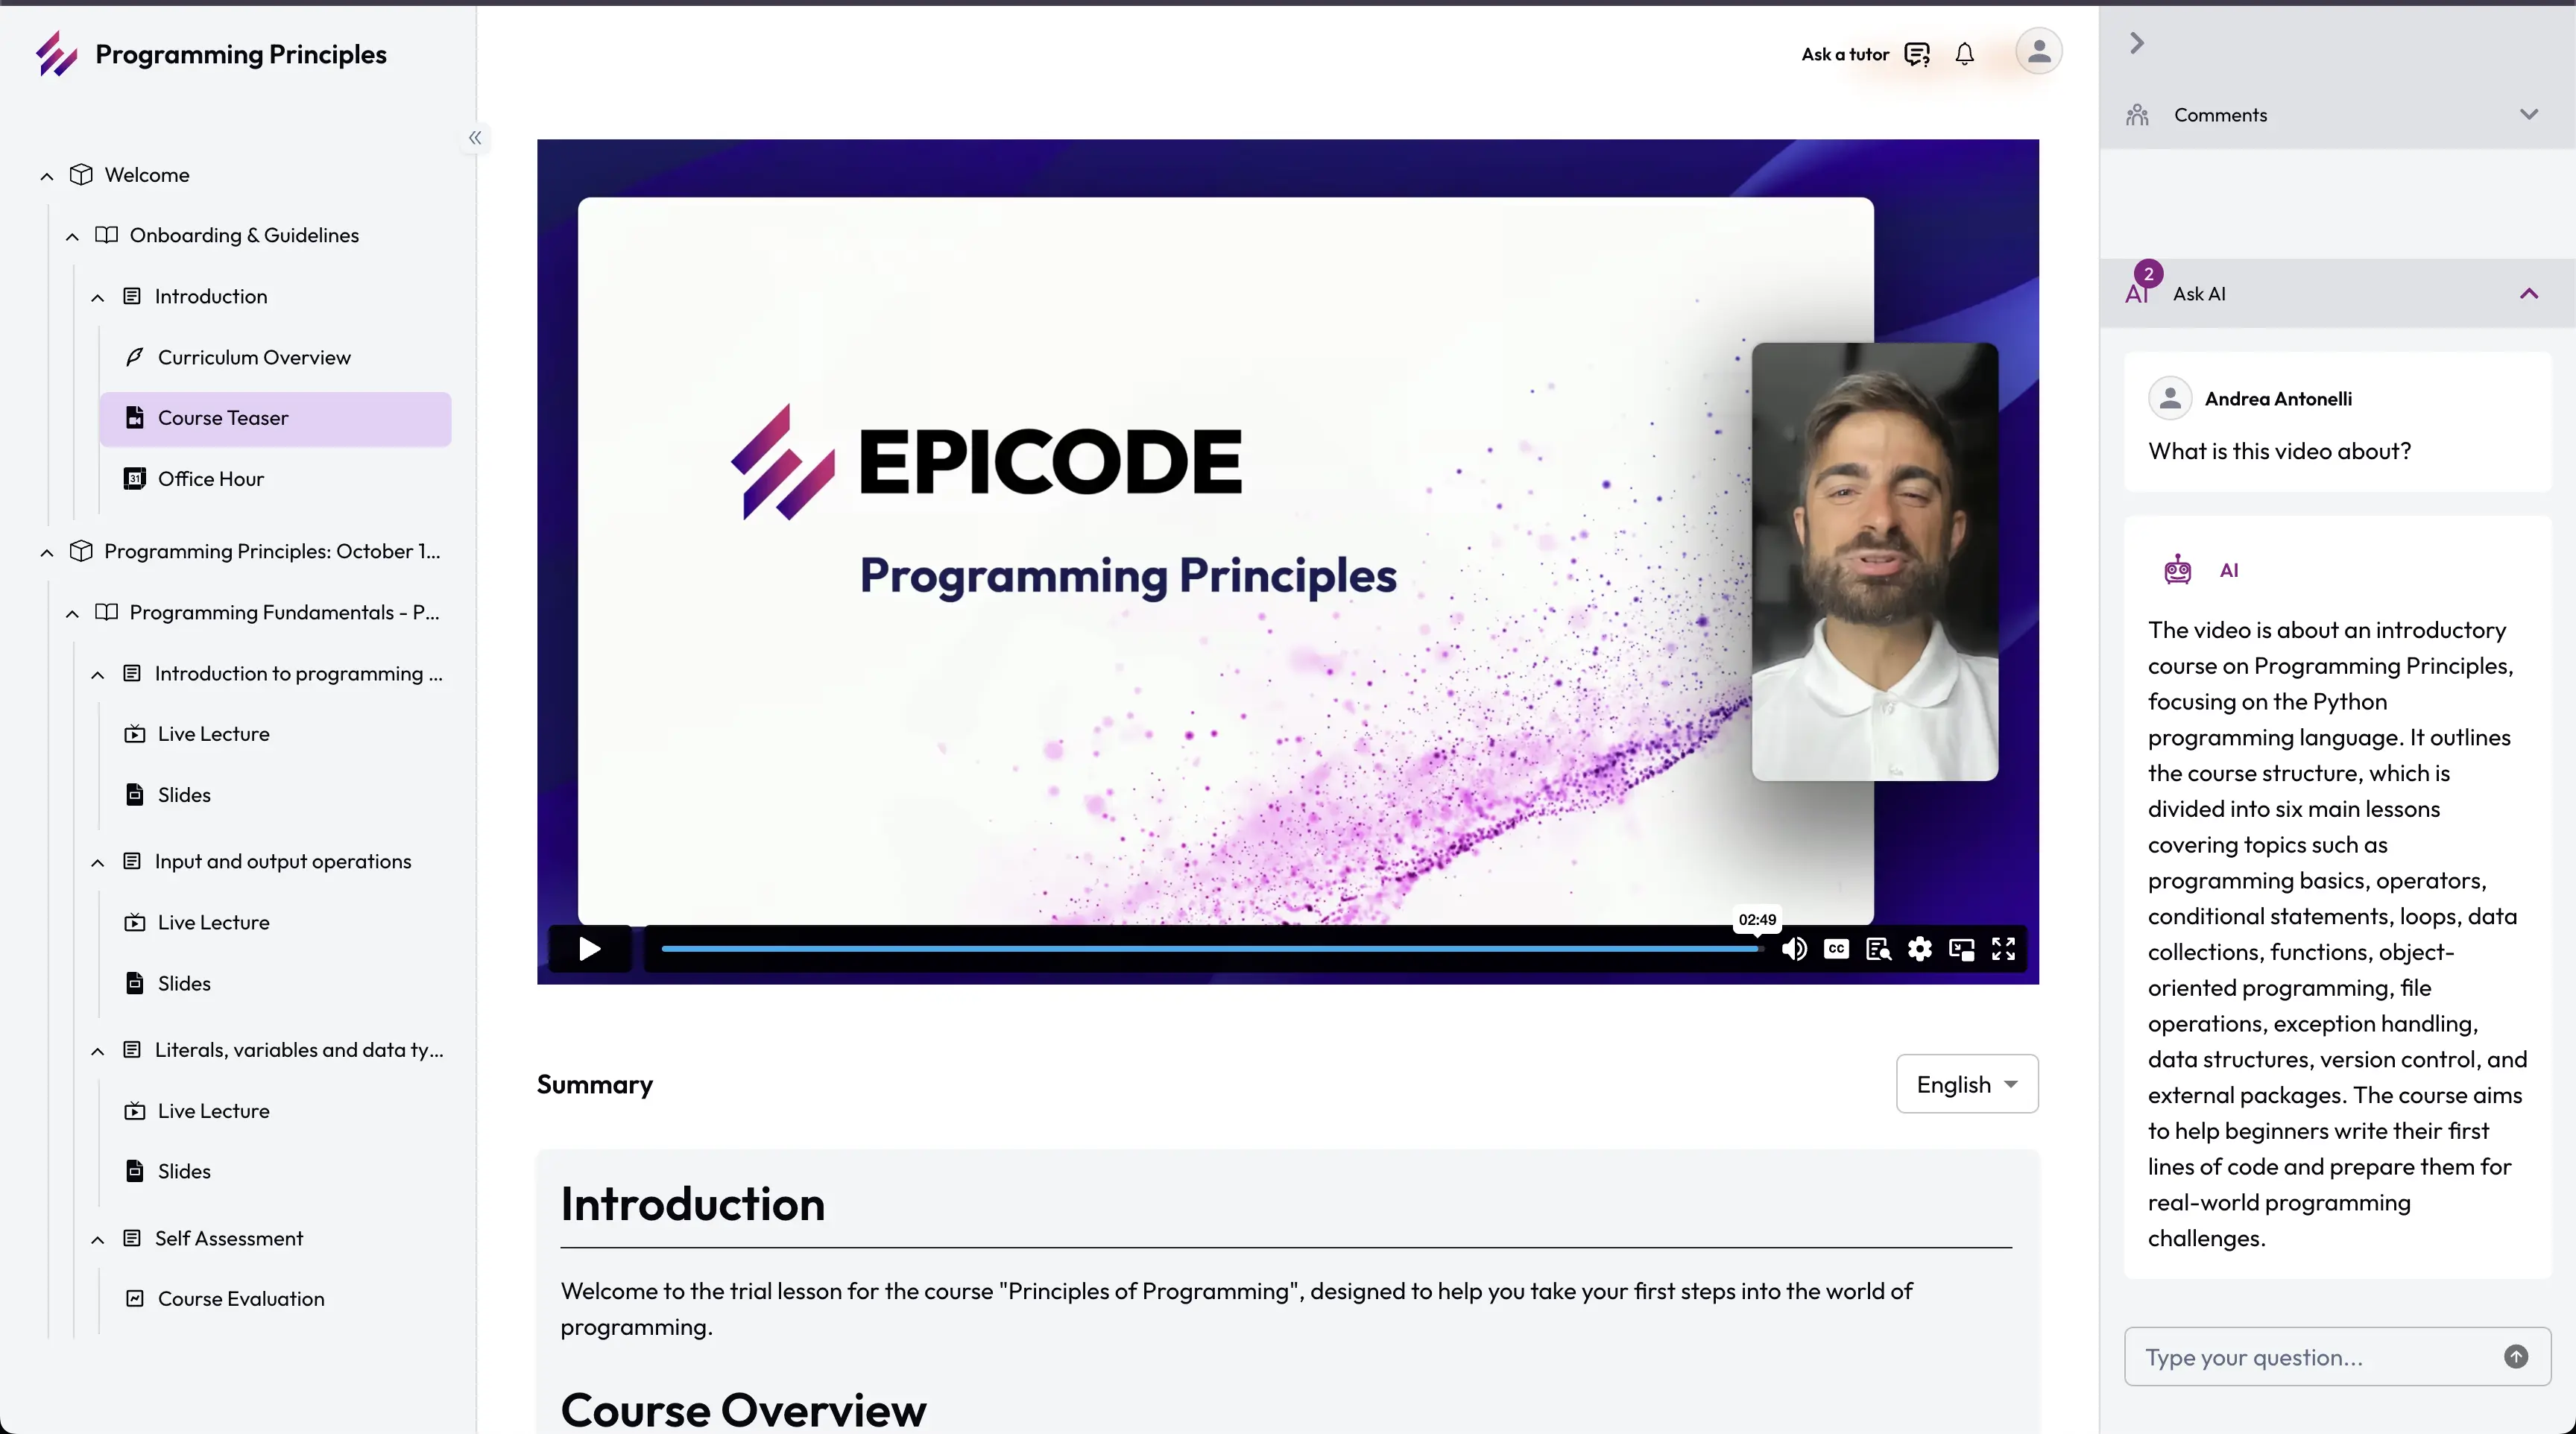 Programming Principles
Welcome
Onboarding & Guidelines
Introduction
Curriculum Overview
Course Teaser
Office Hour
31
Programming Principles: October 1...
Programming Fundamentals - P...
Introduction to programming ...
Live Lecture
Slides
Input and output operations
Live Lecture
Slides
Literals, variables and data ty...
Live Lecture
Slides
Self Assessment
Course Evaluation
Ask a tutor
EPICODE
Programming Principles
02:49
CC
Summary
English
Introduction
Welcome to the trial lesson for the course "Principles of Programming", designed to help you take your first steps into the world of
programming.
Course Overview
Comments
2
AI
Ask AI
Andrea Antonelli
What is this video about?
AI
The video is about an introductory
course on Programming Principles,
focusing on the Python
programming language. It outlines
the course structure, which is
divided into six main lessons
covering topics such as
programming basics, operators,
conditional statements, loops, data
collections, functions, object-
oriented programming, file
operations, exception handling,
data structures, version control, and
external packages. The course aims
to help beginners write their first
lines of code and prepare them for
real-world programming
challenges.
Type your question...